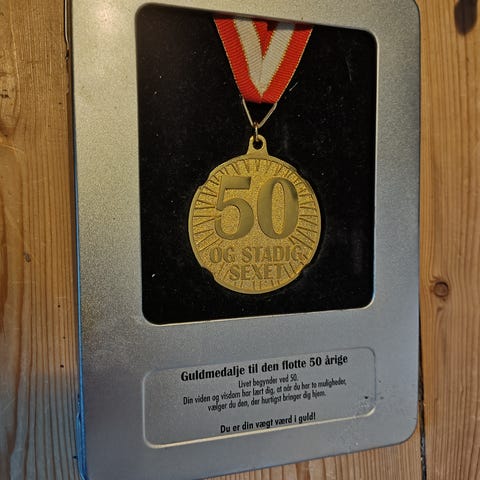 50
OG STADIG
SEXET
Guldmedalje til den flotte 50 årige
Livet begynder ved 50.
Din viden og visdom har lært dig, at når du har to muligheder,
vælger du den, der hurtigst bringer dig hjem.
Du er din vægt værd i guld!